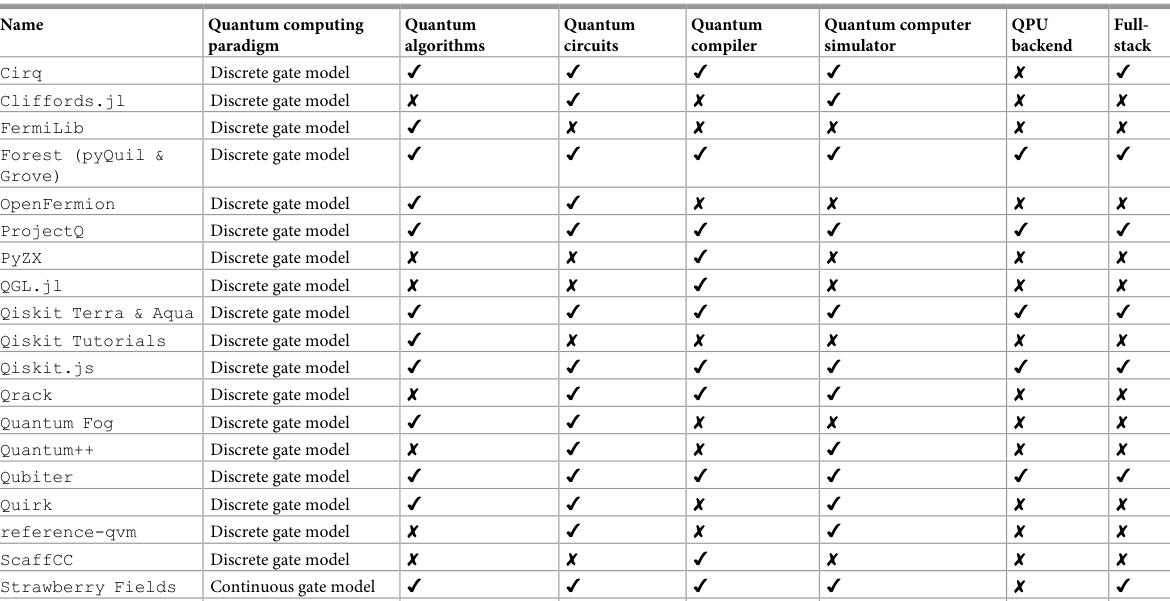 Name Quantum computing paradigm Quantum algorithms Quantum circuits Quantum compiler Quantum computer simulator QPU backend Full-stack
Cirq Discrete gate model ✓ ✓ ✓ ✓ ✗ ✓
Cliffords.jl Discrete gate model ✗ ✓ ✗ ✓ ✗ ✗
FermiLib Discrete gate model ✓ ✗ ✗ ✗ ✗ ✗
Forest (pyQuil & Discrete gate model ✓ ✓ ✓ ✓ ✓ ✓
Grove)
OpenFermion Discrete gate model ✓ ✓ ✗ ✗ ✗ ✗
ProjectQ Discrete gate model ✓ ✓ ✓ ✓ ✓ ✓
PyZX Discrete gate model ✗ ✗ ✓ ✗ ✗ ✗
QGL.jl Discrete gate model ✗ ✗ ✓ ✗ ✗ ✗
Qiskit Terra & Aqua Discrete gate model ✓ ✓ ✓ ✓ ✓ ✓
Qiskit Tutorials Discrete gate model ✓ ✗ ✗ ✗ ✗ ✗
Qiskit.js Discrete gate model ✓ ✓ ✓ ✓ ✓ ✓
Qrack Discrete gate model ✗ ✓ ✓ ✓ ✗ ✗
Quantum Fog Discrete gate model ✓ ✓ ✗ ✗ ✗ ✗
Quantum++ Discrete gate model ✗ ✓ ✗ ✓ ✗ ✗
Qubiter Discrete gate model ✓ ✓ ✓ ✓ ✓ ✓
Quirk Discrete gate model ✓ ✓ ✗ ✓ ✗ ✗
reference-qvm Discrete gate model ✗ ✓ ✗ ✓ ✗ ✗
ScaffCC Discrete gate model ✗ ✗ ✓ ✗ ✗ ✗
Strawberry Fields Continuous gate model ✓ ✓ ✓ ✓ ✗ ✓